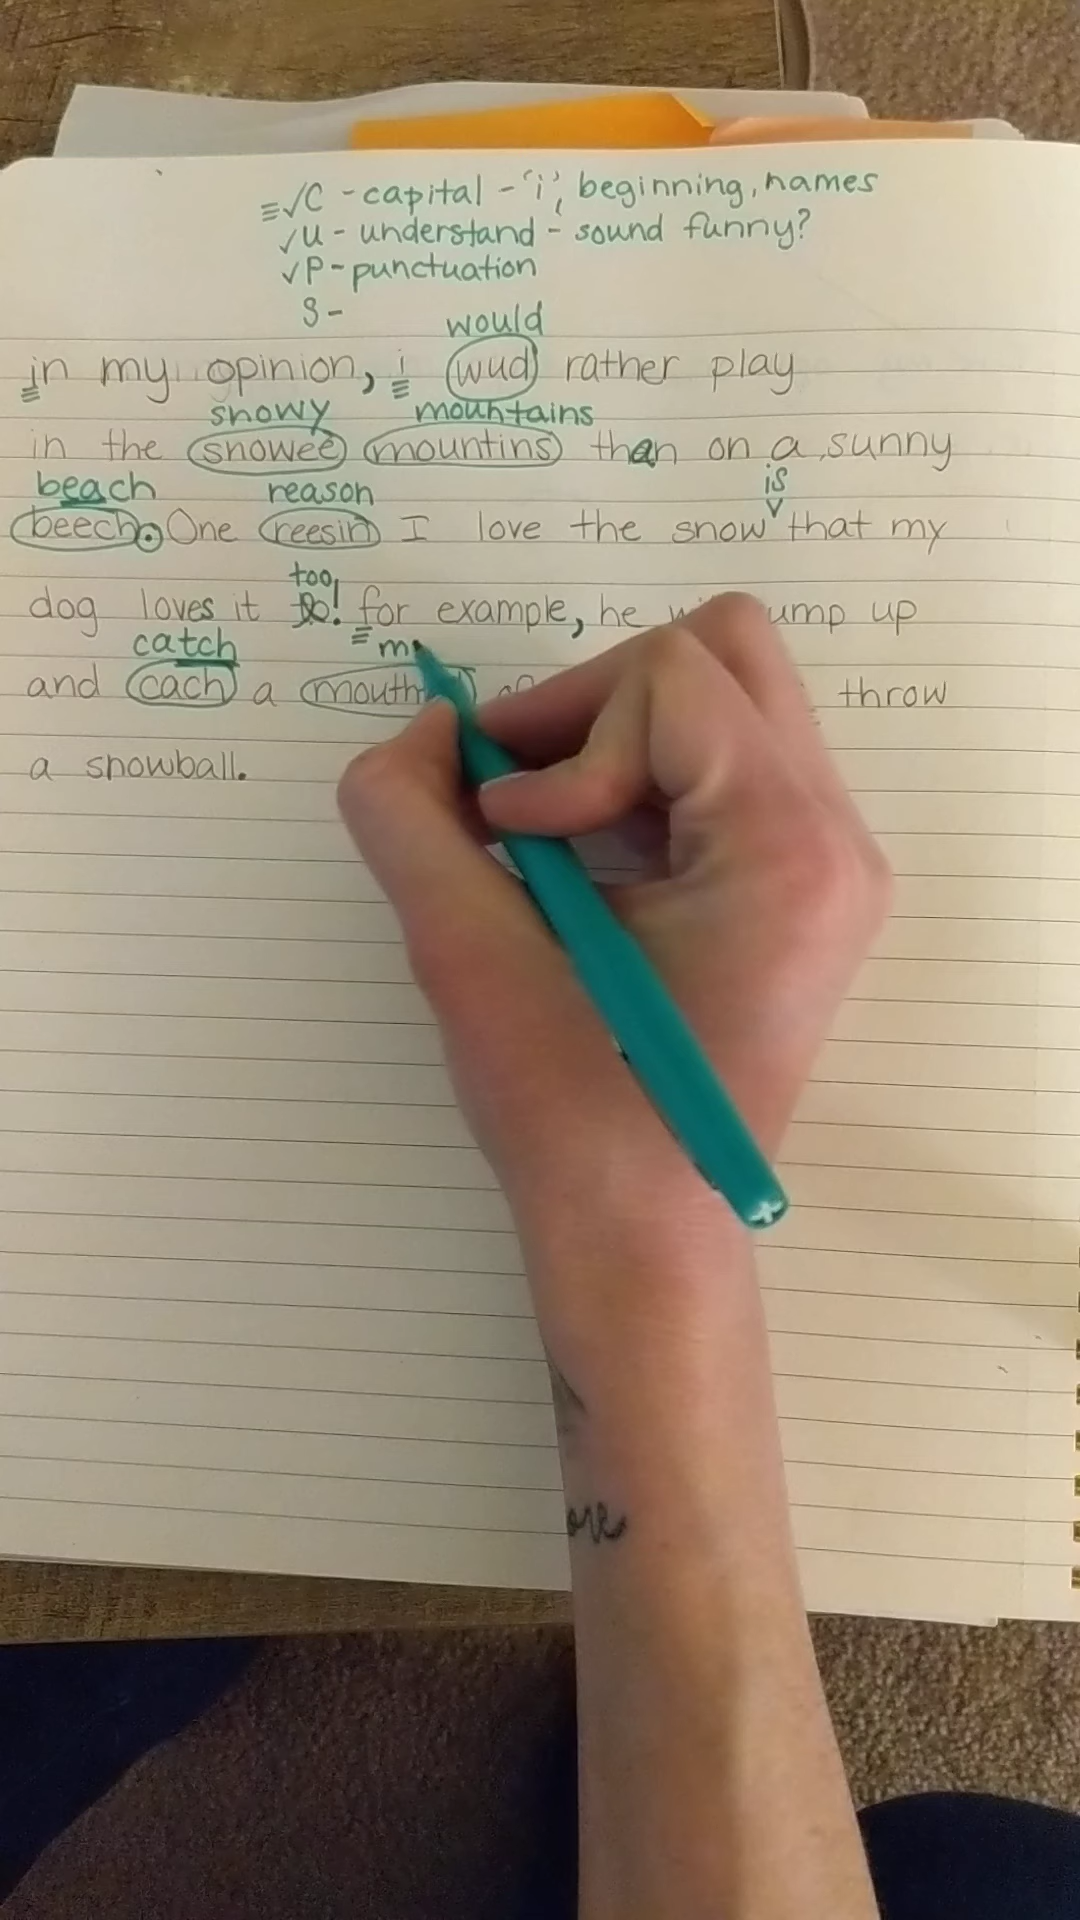 C - capital - 'i', beginning, names
U - understand - sound funny?
P - punctuation
S -
would
in my opinion, i wud rather play
snowy mountains
in the snowee mountins than on a sunny
beach reason is
beech. One reesin I love the snow that my
too
dog loves it to! for example, he up
catch
and cach a throw
a snowball.
ove